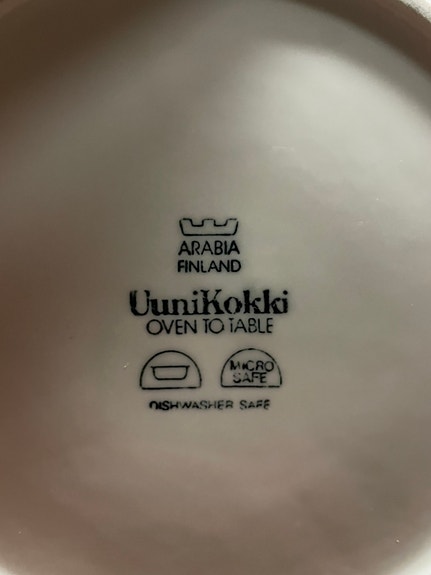 ARABIA
FINLAND
UuniKokki
OVEN TO TABLE
MICRO
SAFE
DISHWASHER SAFE